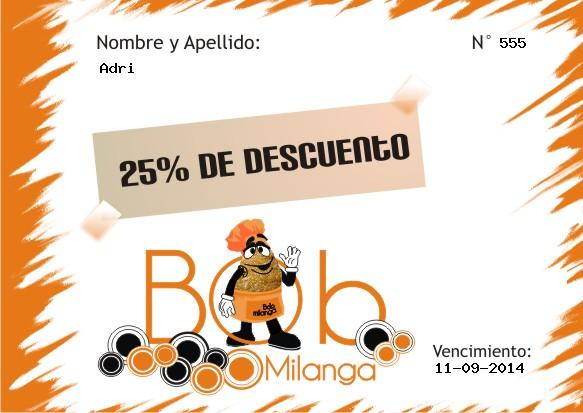 Nombre y Apellido:
N° 555
Adri
25% DE DESCUENTO
Bob
Bob
milanga
Milanga
Vencimiento:
11-09-2014